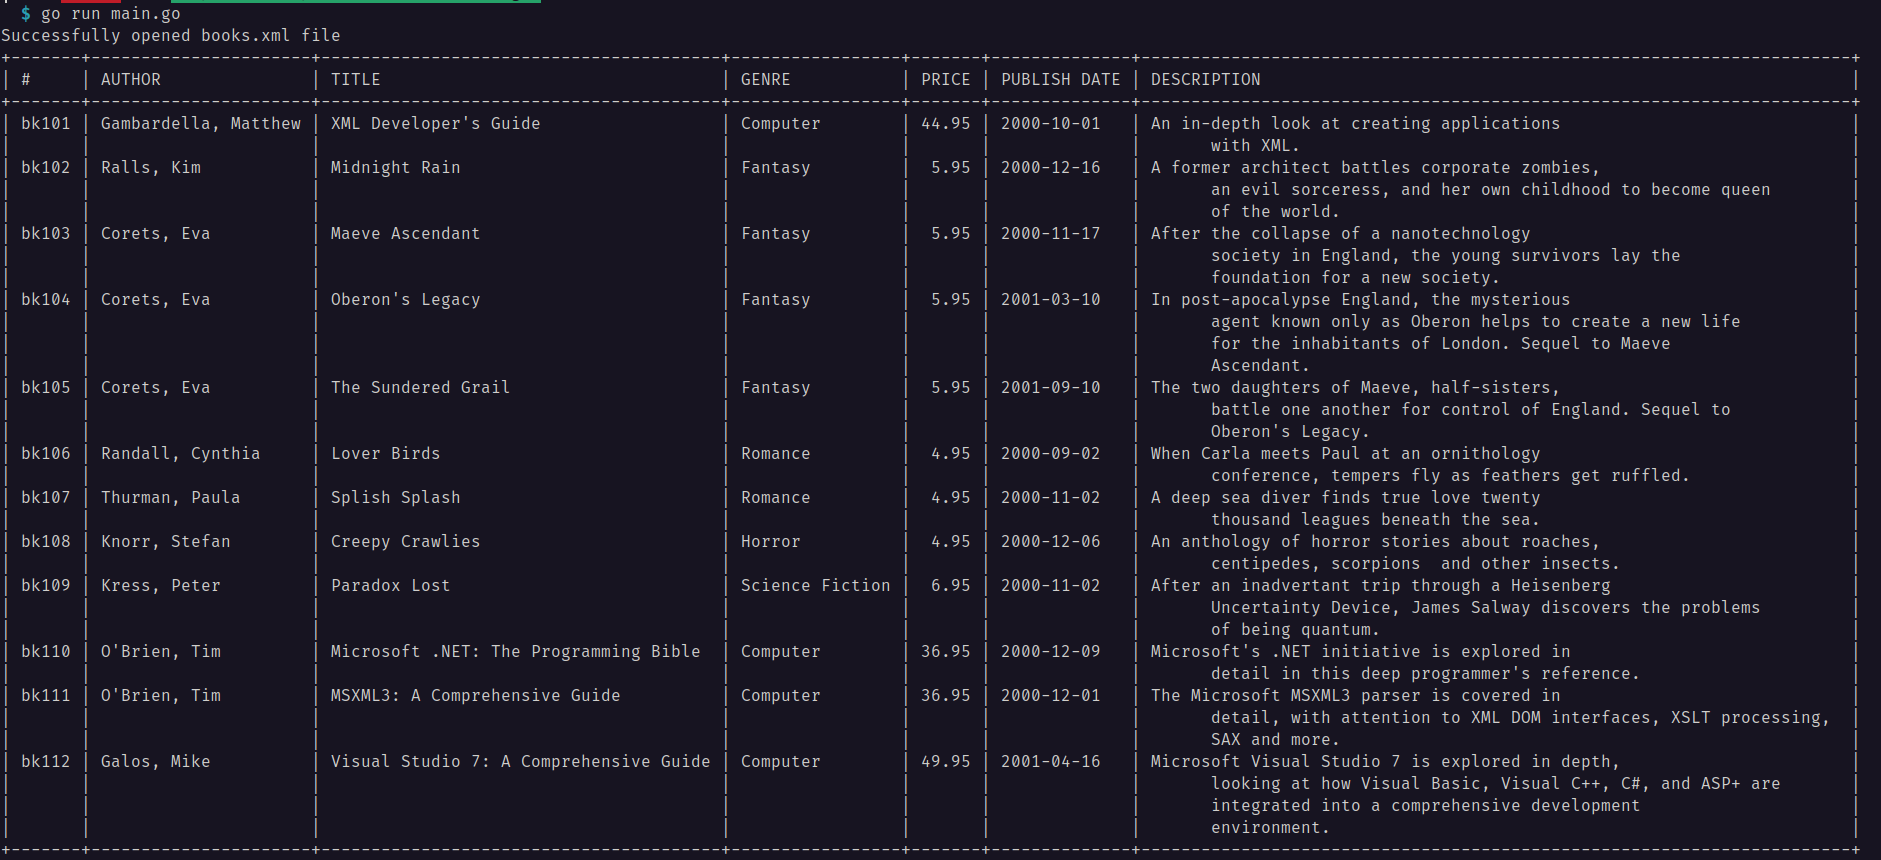 $ go run main.go
Successfully opened books.xml file
+-------+----------------------+----------------------------------------+-----------------+-------+--------------+-----------------------------------------------------------------------+
| #     | AUTHOR               | TITLE                                  | GENRE           | PRICE | PUBLISH DATE | DESCRIPTION                                                           |
+-------+----------------------+----------------------------------------+-----------------+-------+--------------+-----------------------------------------------------------------------+
| bk101 | Gambardella, Matthew | XML Developer's Guide                  | Computer        | 44.95 | 2000-10-01   | An in-depth look at creating applications                             |
|       |                      |                                        |                 |       |              |       with XML.                                                       |
| bk102 | Ralls, Kim           | Midnight Rain                          | Fantasy         |  5.95 | 2000-12-16   | A former architect battles corporate zombies,                         |
|       |                      |                                        |                 |       |              |       an evil sorceress, and her own childhood to become queen        |
|       |                      |                                        |                 |       |              |       of the world.                                                   |
| bk103 | Corets, Eva          | Maeve Ascendant                        | Fantasy         |  5.95 | 2000-11-17   | After the collapse of a nanotechnology                                |
|       |                      |                                        |                 |       |              |       society in England, the young survivors lay the                 |
|       |                      |                                        |                 |       |              |       foundation for a new society.                                   |
| bk104 | Corets, Eva          | Oberon's Legacy                        | Fantasy         |  5.95 | 2001-03-10   | In post-apocalypse England, the mysterious                            |
|       |                      |                                        |                 |       |              |       agent known only as Oberon helps to create a new life           |
|       |                      |                                        |                 |       |              |       for the inhabitants of London. Sequel to Maeve                  |
|       |                      |                                        |                 |       |              |       Ascendant.                                                      |
| bk105 | Corets, Eva          | The Sundered Grail                     | Fantasy         |  5.95 | 2001-09-10   | The two daughters of Maeve, half-sisters,                             |
|       |                      |                                        |                 |       |              |       battle one another for control of England. Sequel to            |
|       |                      |                                        |                 |       |              |       Oberon's Legacy.                                                |
| bk106 | Randall, Cynthia     | Lover Birds                            | Romance         |  4.95 | 2000-09-02   | When Carla meets Paul at an ornithology                               |
|       |                      |                                        |                 |       |              |       conference, tempers fly as feathers get ruffled.                |
| bk107 | Thurman, Paula       | Splish Splash                          | Romance         |  4.95 | 2000-11-02   | A deep sea diver finds true love twenty                               |
|       |                      |                                        |                 |       |              |       thousand leagues beneath the sea.                               |
| bk108 | Knorr, Stefan        | Creepy Crawlies                        | Horror          |  4.95 | 2000-12-06   | An anthology of horror stories about roaches,                         |
|       |                      |                                        |                 |       |              |       centipedes, scorpions  and other insects.                       |
| bk109 | Kress, Peter         | Paradox Lost                           | Science Fiction |  6.95 | 2000-11-02   | After an inadvertant trip through a Heisenberg                        |
|       |                      |                                        |                 |       |              |       Uncertainty Device, James Salway discovers the problems         |
|       |                      |                                        |                 |       |              |       of being quantum.                                               |
| bk110 | O'Brien, Tim         | Microsoft .NET: The Programming Bible  | Computer        | 36.95 | 2000-12-09   | Microsoft's .NET initiative is explored in                            |
|       |                      |                                        |                 |       |              |       detail in this deep programmer's reference.                     |
| bk111 | O'Brien, Tim         | MSXML3: A Comprehensive Guide          | Computer        | 36.95 | 2000-12-01   | The Microsoft MSXML3 parser is covered in                             |
|       |                      |                                        |                 |       |              |       detail, with attention to XML DOM interfaces, XSLT processing,  |
|       |                      |                                        |                 |       |              |       SAX and more.                                                   |
| bk112 | Galos, Mike          | Visual Studio 7: A Comprehensive Guide | Computer        | 49.95 | 2001-04-16   | Microsoft Visual Studio 7 is explored in depth,                       |
|       |                      |                                        |                 |       |              |       looking at how Visual Basic, Visual C++, C#, and ASP+ are       |
|       |                      |                                        |                 |       |              |       integrated into a comprehensive development                     |
|       |                      |                                        |                 |       |              |       environment.                                                    |
+-------+----------------------+----------------------------------------+-----------------+-------+--------------+-----------------------------------------------------------------------+